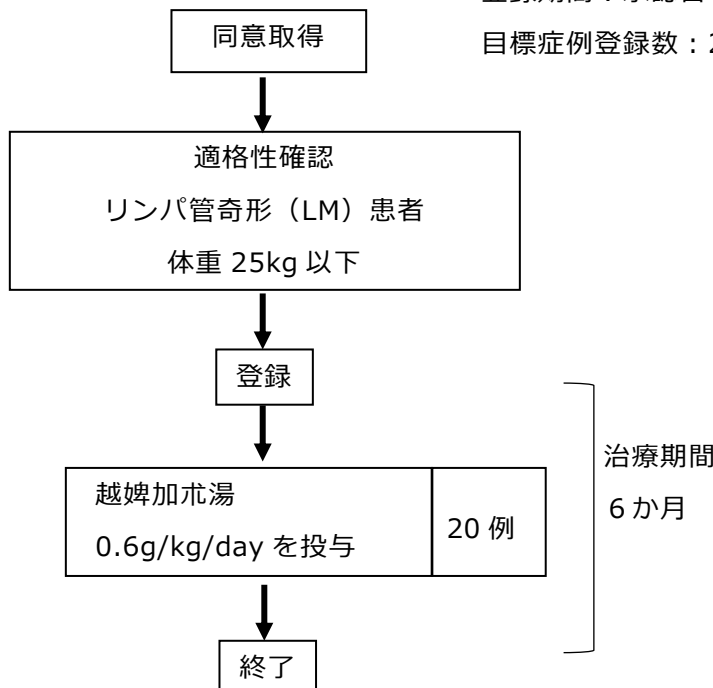 同意取得
目標症例登録数：2
適格性確認
リンパ管奇形（LM）患者
体重 25kg 以下
登録
越婢加朮湯
0.6g/kg/day を投与
20 例
治療期間
6 か月
終了